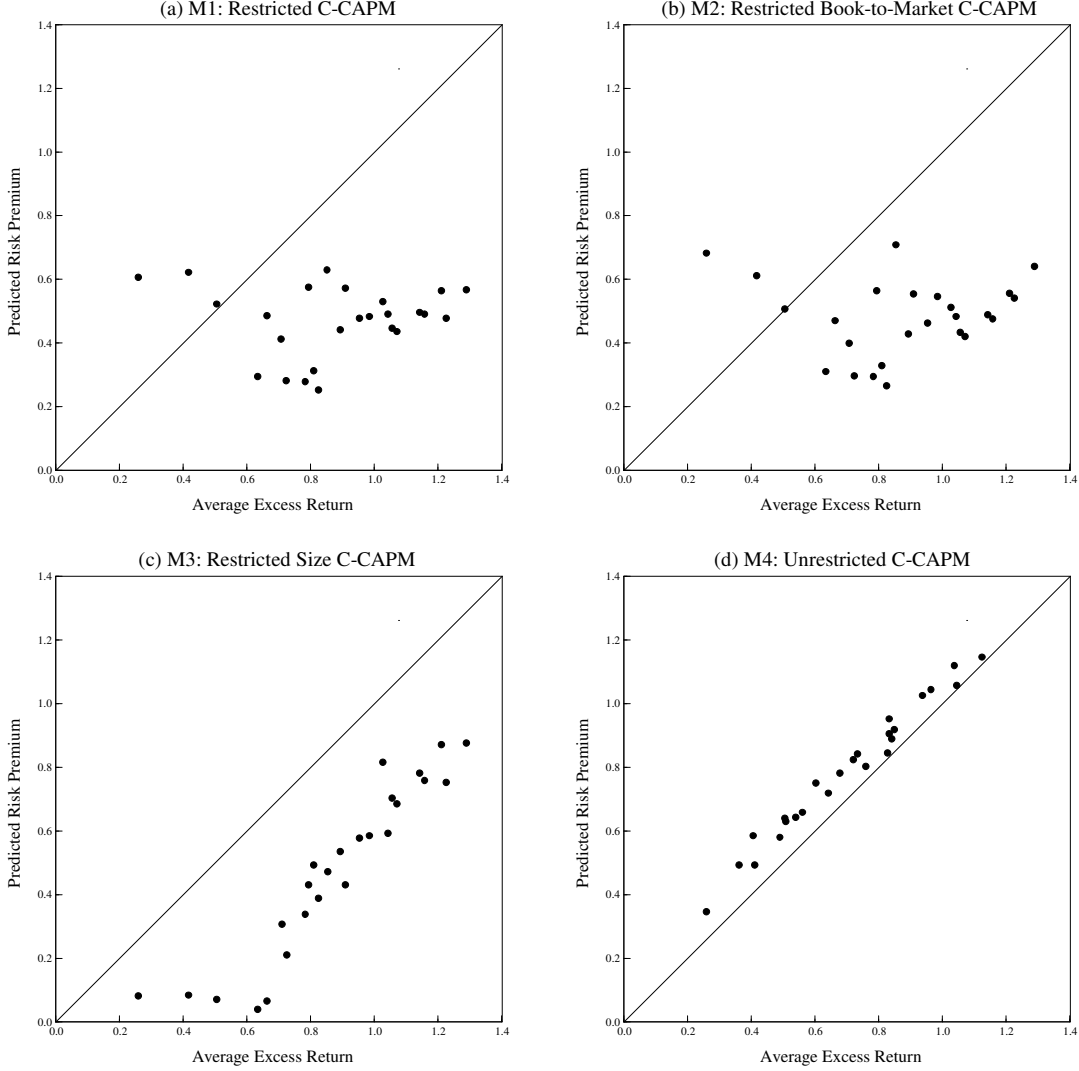 (a) M1: Restricted C-CAPM
1.4
1.2
1.0
0.8
0.6
0.4
0.2
0.0
Predicted Risk Premium
0.0 0.2 0.4 0.6 0.8 1.0 1.2 1.4
Average Excess Return
(b) M2: Restricted Book-to-Market C-CAPM
1.4
1.2
1.0
0.8
0.6
0.4
0.2
0.0
Predicted Risk Premium
0.0 0.2 0.4 0.6 0.8 1.0 1.2 1.4
Average Excess Return
(c) M3: Restricted Size C-CAPM
1.4
1.2
1.0
0.8
0.6
0.4
0.2
0.0
Predicted Risk Premium
0.0 0.2 0.4 0.6 0.8 1.0 1.2 1.4
Average Excess Return
(d) M4: Unrestricted C-CAPM
1.4
1.2
1.0
0.8
0.6
0.4
0.2
0.0
Predicted Risk Premium
0.0 0.2 0.4 0.6 0.8 1.0 1.2 1.4
Average Excess Return